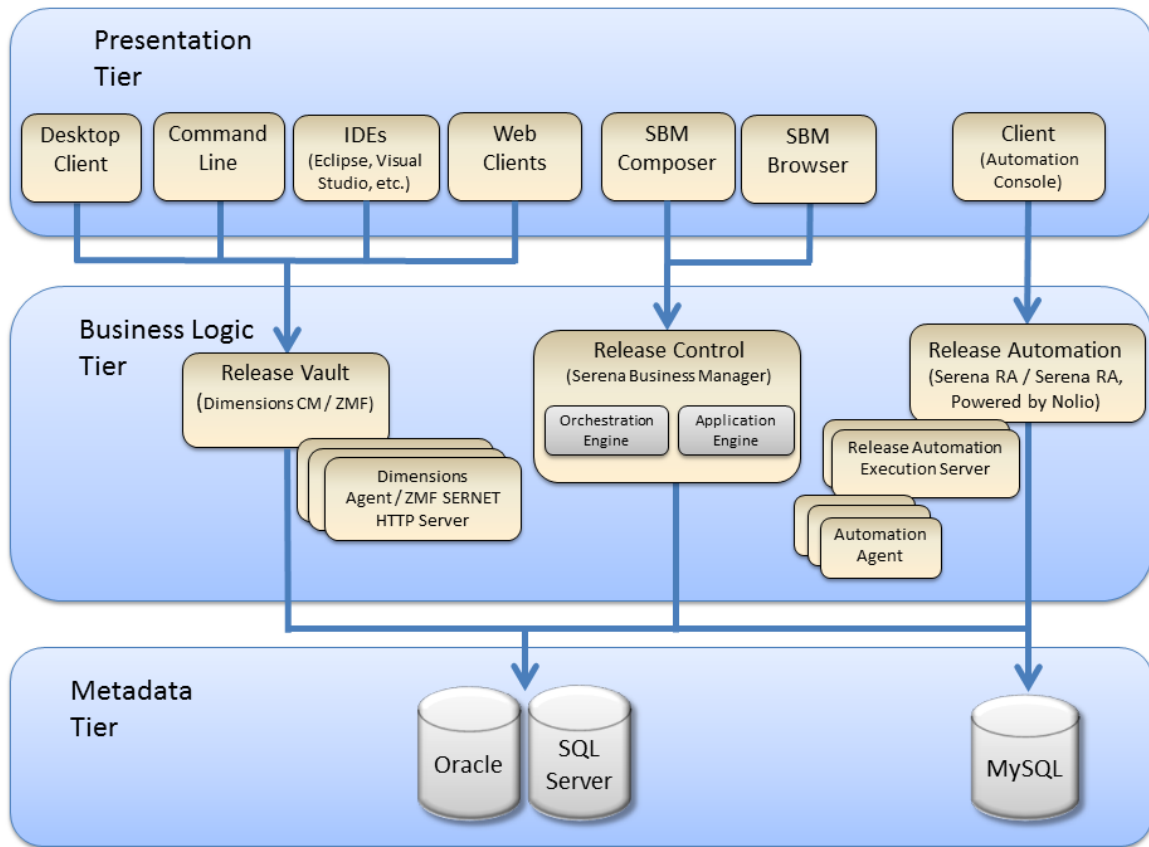 Presentation
Tier
Desktop
Client
Command
Line
IDEs
(Eclipse, Visual
Studio, etc.)
Web
Clients
SBM
Composer
SBM
Browser
Client
(Automation
Console)
Business Logic
Tier
Release Vault
(Dimensions CM / ZMF)
Dimensions
Agent / ZMF SERNET
HTTP Server
Release Control
(Serena Business Manager)
Orchestration
Engine
Application
Engine
Release Automation
(Serena RA / Serena RA,
Powered by Nolio)
Release Automation
Execution Server
Automation
Agent
Metadata
Tier
Oracle
SQL
Server
MySQL